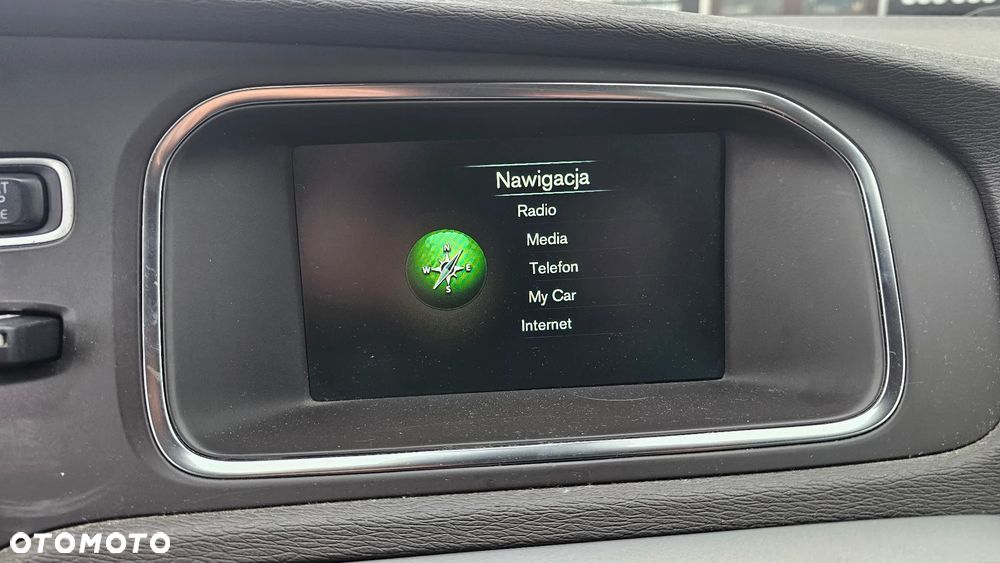 Nawigacja
Radio
Media
Telefon
My Car
Internet
N
W E
S
OTOMOTO